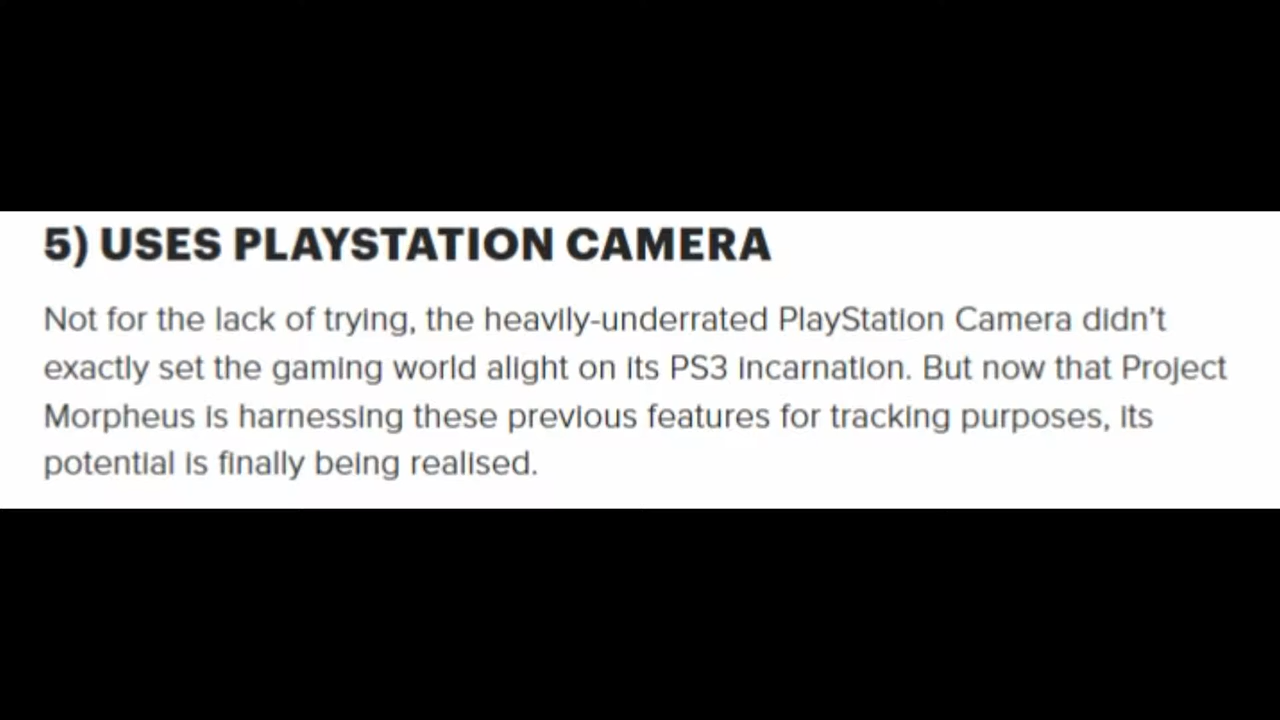 5) USES PLAYSTATION CAMERA
Not for the lack of trying, the heavily-underrated PlayStation Camera didn't
exactly set the gaming world alight on its PS3 incarnation. But now that Project
Morpheus is harnessing these previous features for tracking purposes, its
potential is finally being realised.